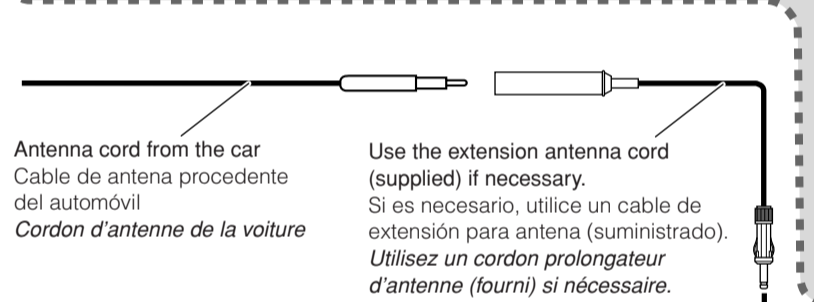 Antenna cord from the car
Cable de antena procedente
del automóvil
Cordon d'antenne de la voiture
Use the extension antenna cord
(supplied) if necessary.
Si es necesario, utilice un cable de
extensión para antena (suministrado).
Utilisez un cordon prolongateur
d'antenne (fourni) si nécessaire.